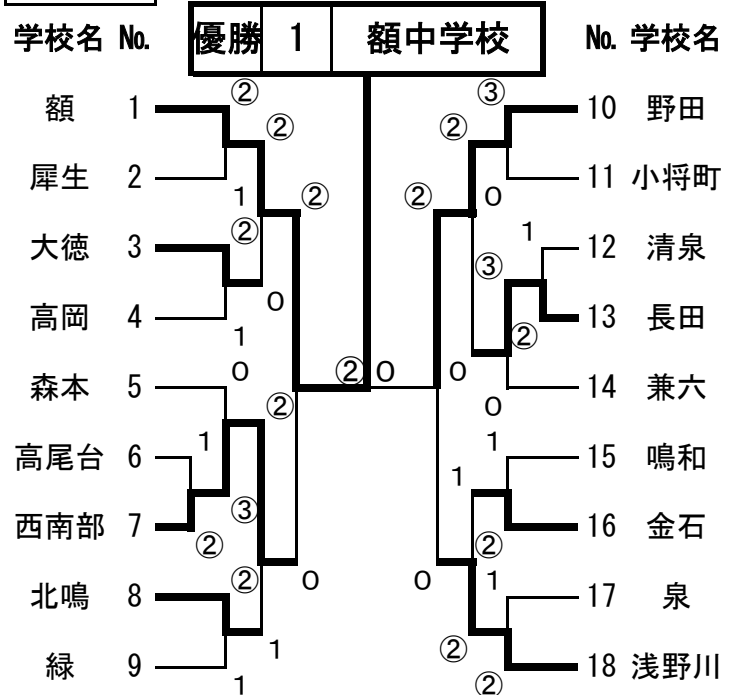 学校名 No. 優勝 1 額中学校 No. 学校名
② ③
額 1 10 野田
② ②
犀生 2 11 小将町
1 ② ② 0
大徳 3 ② 1 12 清泉
③
0
高岡 4 13 長田
1 ②
0 ② 0 0
森本 5 14 兼六
② 0
高尾台 6 1 1 15 鳴和
1
西南部 7 ③ 16 金石
② ②
② 0 0 1
北鳴 8 17 泉
1 ②
緑 9 18 浅野川
1 ②